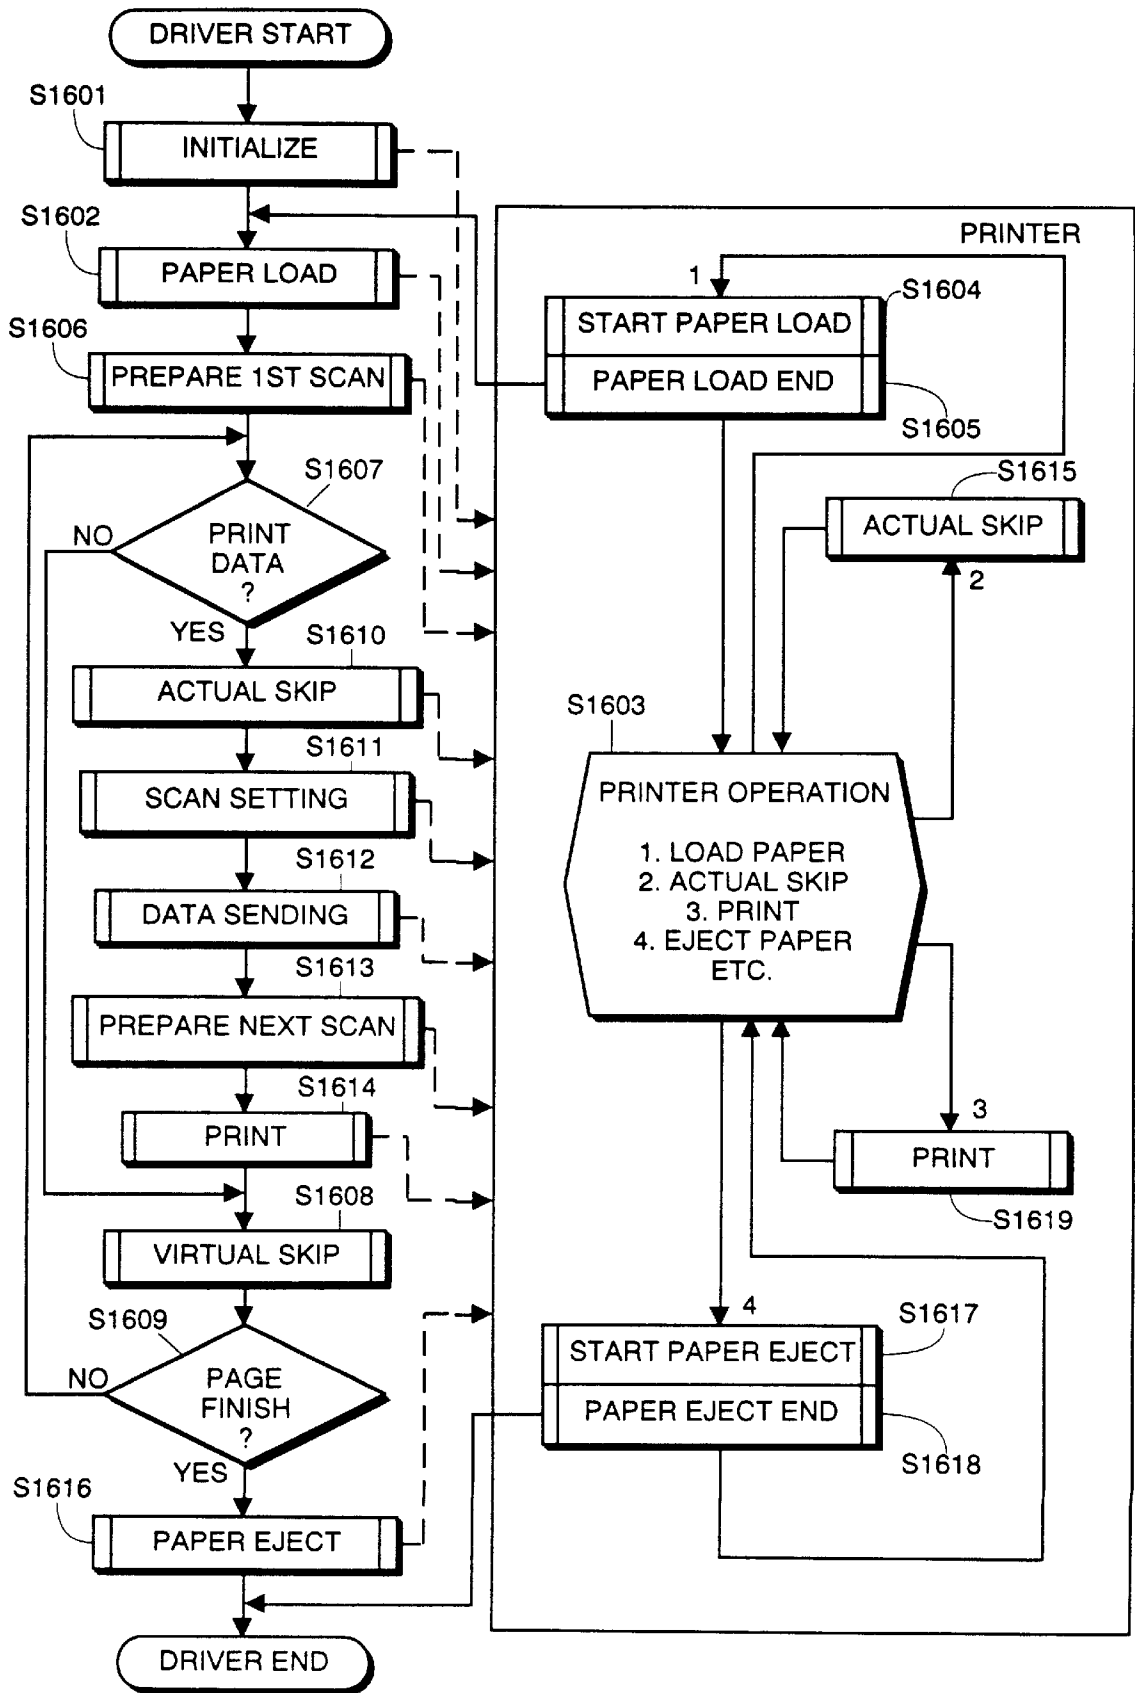 DRIVER START
S1601
INITIALIZE
S1602
PAPER LOAD
S1606
PREPARE 1ST SCAN
S1607
NO
PRINT
DATA
?
YES
S1610
ACTUAL SKIP
S1611
SCAN SETTING
S1612
DATA SENDING
S1613
PREPARE NEXT SCAN
S1614
PRINT
S1608
VIRTUAL SKIP
S1609
NO
PAGE
FINISH
?
YES
S1616
PAPER EJECT
DRIVER END
PRINTER
1
S1604
START PAPER LOAD
PAPER LOAD END
S1605
S1615
ACTUAL SKIP
2
S1603
PRINTER OPERATION
1. LOAD PAPER
2. ACTUAL SKIP
3. PRINT
4. EJECT PAPER
ETC.
3
PRINT
S1619
4
S1617
START PAPER EJECT
PAPER EJECT END
S1618